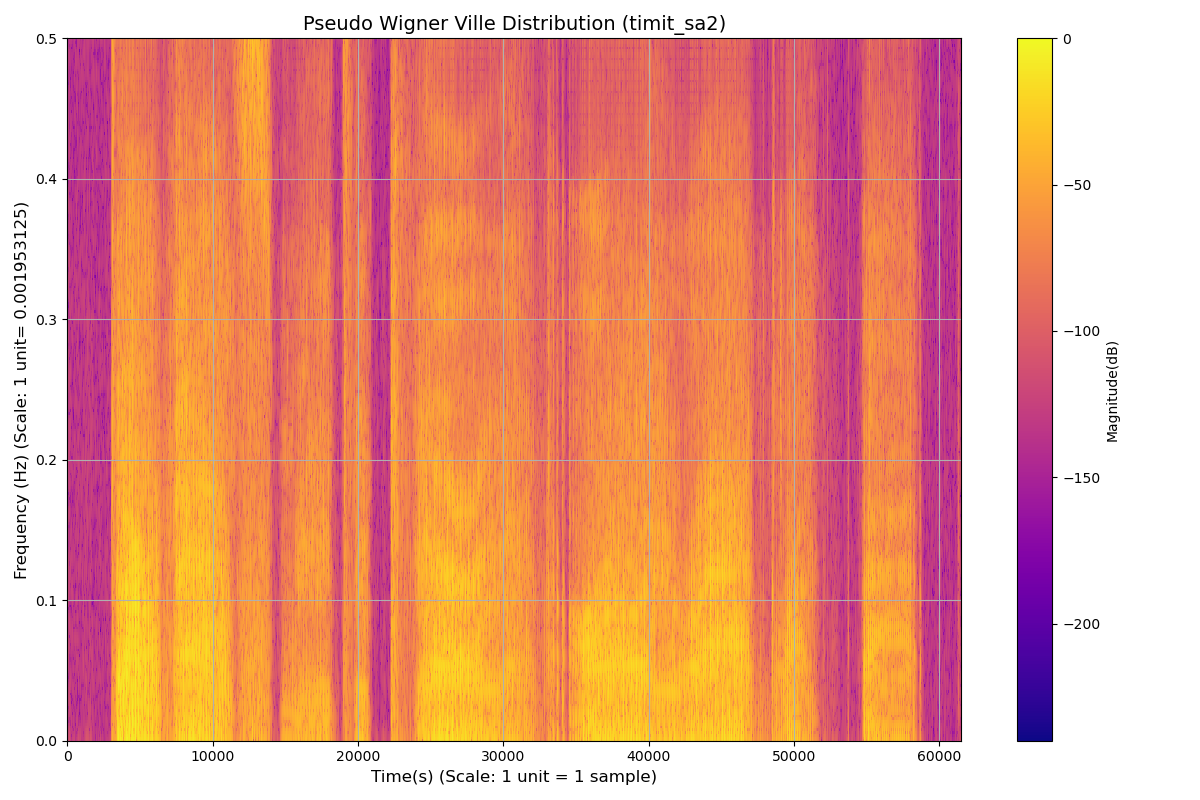 Pseudo Wigner Ville Distribution (timit_sa2)
0.5
0.4
0.3
0.2
0.1
0.0
Frequency (Hz) (Scale: 1 unit= 0.001953125)
0 10000 20000 30000 40000 50000 60000
Time(s) (Scale: 1 unit = 1 sample)
0
−50
−100
−150
−200
Magnitude(dB)